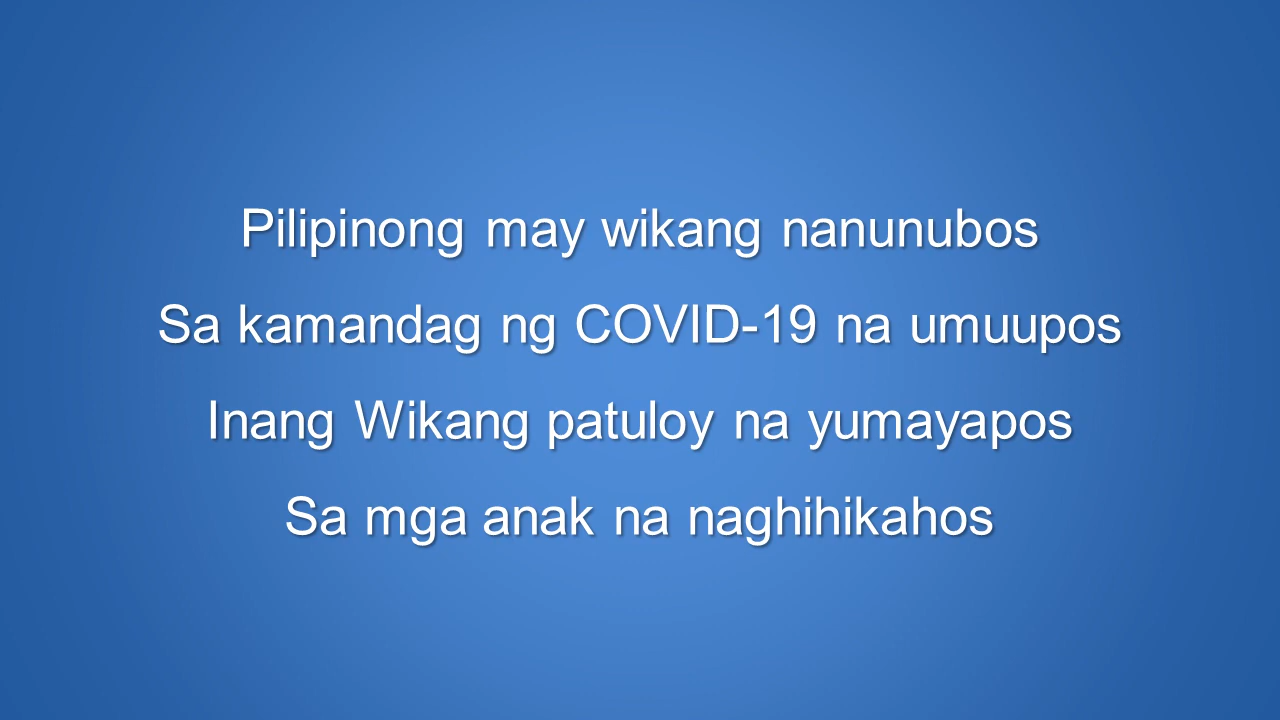 Pilipinong may wikang nanunubos
Sa kamandag ng COVID-19 na umuupos
Inang Wikang patuloy na yumayapos
Sa mga anak na naghihikahos